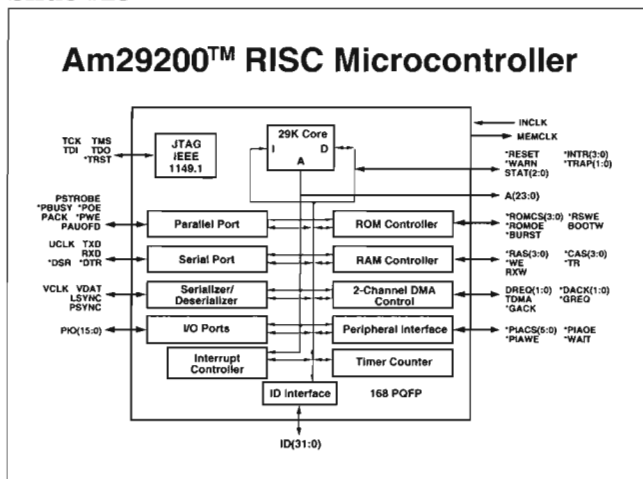 Am29200™ RISC Microcontroller
INCLK
MEMCLK
TCK TMS
TDI TDO
*TRST
JTAG
IEEE
1149.1
29K Core
I D
A
*RESET *INTR(3:0)
*WARN *TRAP(1:0)
STAT(2:0)
A(23:0)
PSTROBE
*PBUSY *POE
PACK *PWE
PAUOFD
Parallel Port
ROM Controller
*ROMCS(3:0) *RSWE
*ROMOE BOOTW
*BURST
UCLK TXD
RXD
*DSR *DTR
Serial Port
RAM Controller
*RAS(3:0) *CAS(3:0)
*WE *TR
RXW
VCLK VDAT
LSYNC
PSYNC
Serializer/
Deserializer
2-Channel DMA
Control
DREQ(1:0) *DACK(1:0)
TDMA *GREQ
*GACK
PIO(15:0)
I/O Ports
Peripheral Interface
*PIACS(5:0) *PIAOE
*PIAWE *WAIT
Interrupt
Controller
Timer Counter
ID Interface
168 PQFP
ID(31:0)